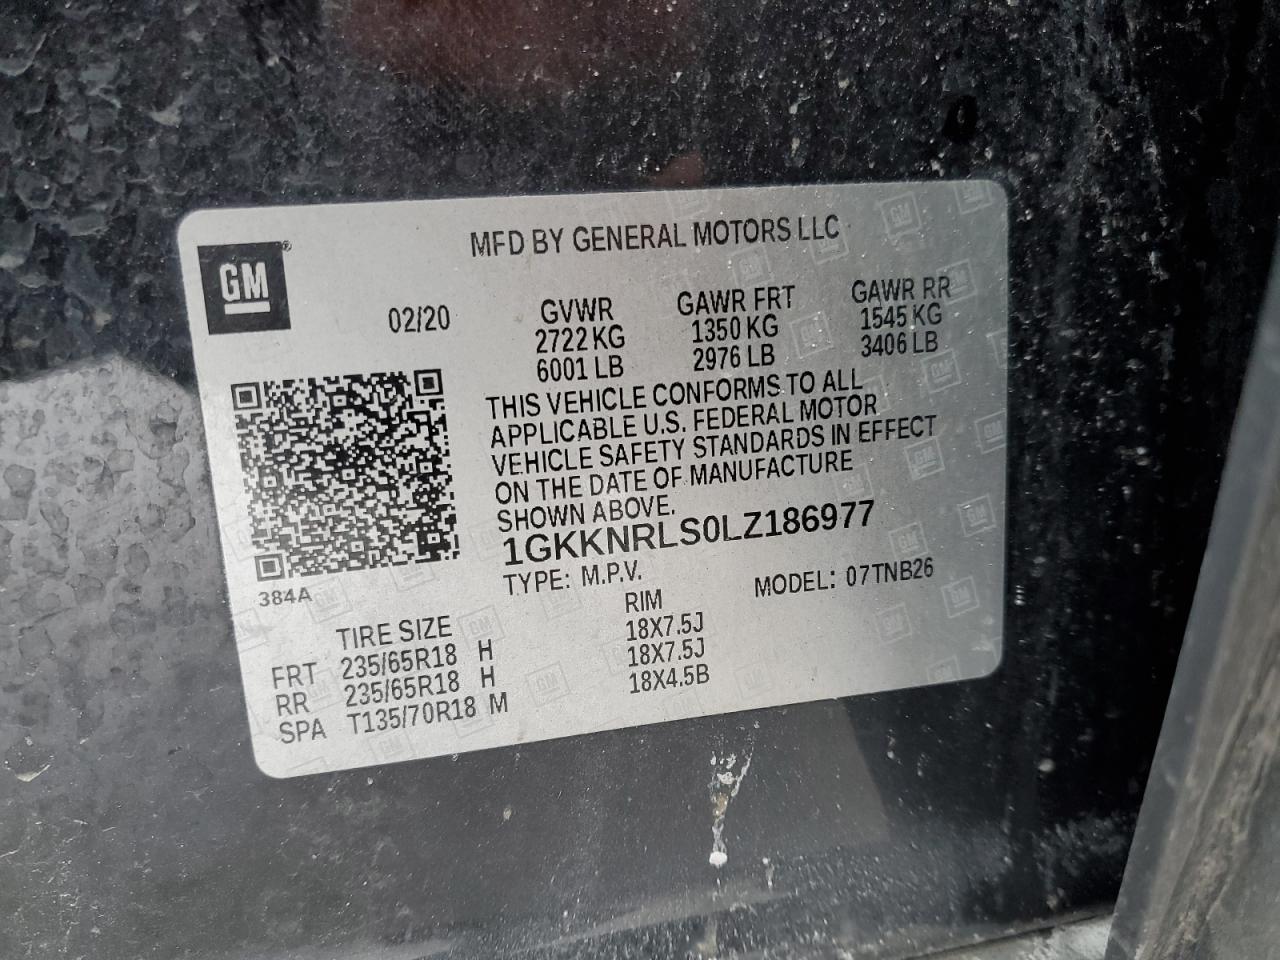 GM ®
MFD BY GENERAL MOTORS LLC
02/20
GVWR GAWR FRT GAWR RR
2722 KG 1350 KG 1545 KG
6001 LB 2976 LB 3406 LB
THIS VEHICLE CONFORMS TO ALL
APPLICABLE U.S. FEDERAL MOTOR
VEHICLE SAFETY STANDARDS IN EFFECT
ON THE DATE OF MANUFACTURE
SHOWN ABOVE.
1GKKNRLS0LZ186977
TYPE: M.P.V. MODEL: 07TNB26
384A
TIRE SIZE RIM
FRT 235/65R18 H 18X7.5J
RR 235/65R18 H 18X7.5J
SPA T135/70R18 M 18X4.5B